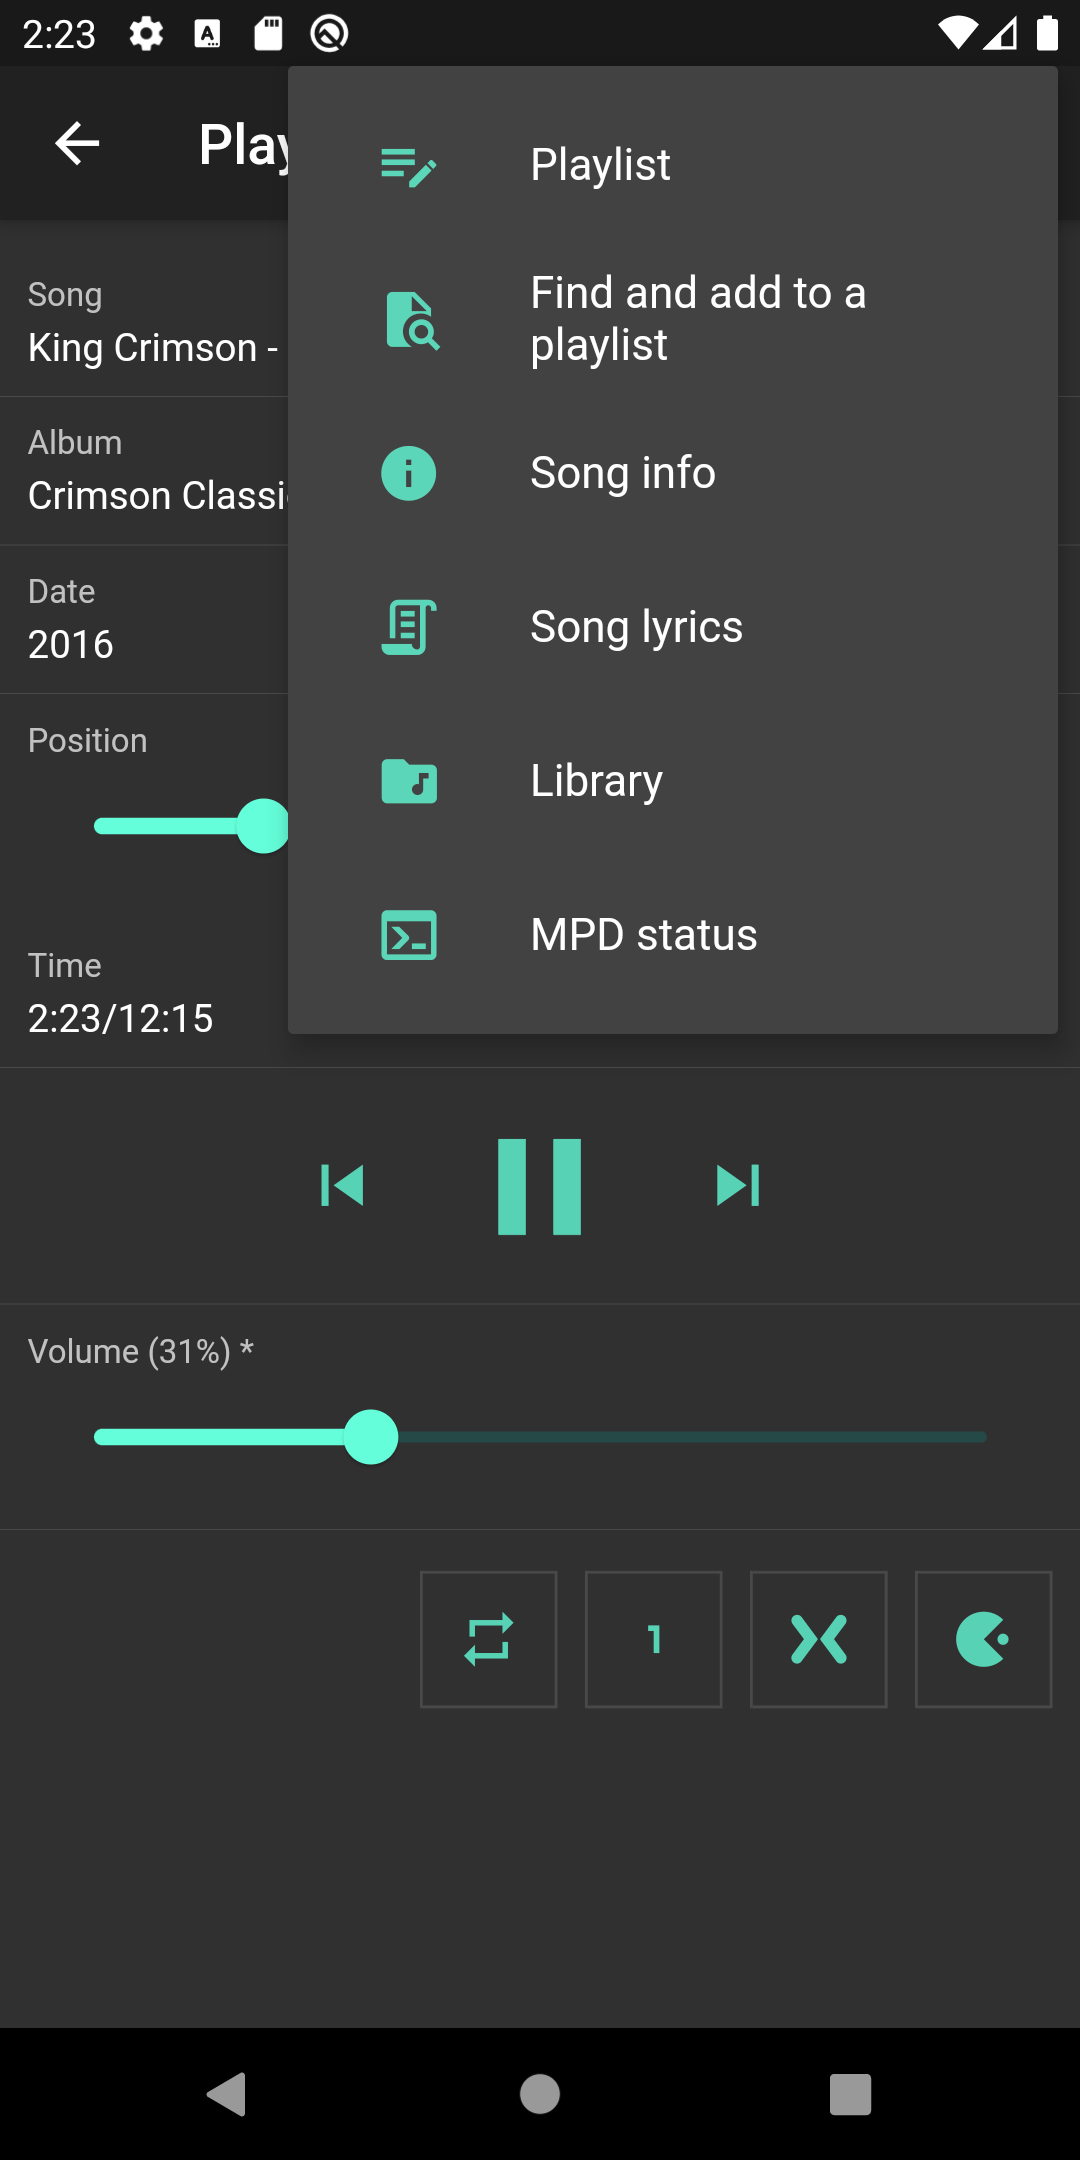 2:23
Play
Playlist
Find and add to a
playlist
Song info
Song lyrics
Library
MPD status
Song
King Crimson -
Album
Crimson Classi
Date
2016
Position
Time
2:23/12:15
Volume (31%) *
1